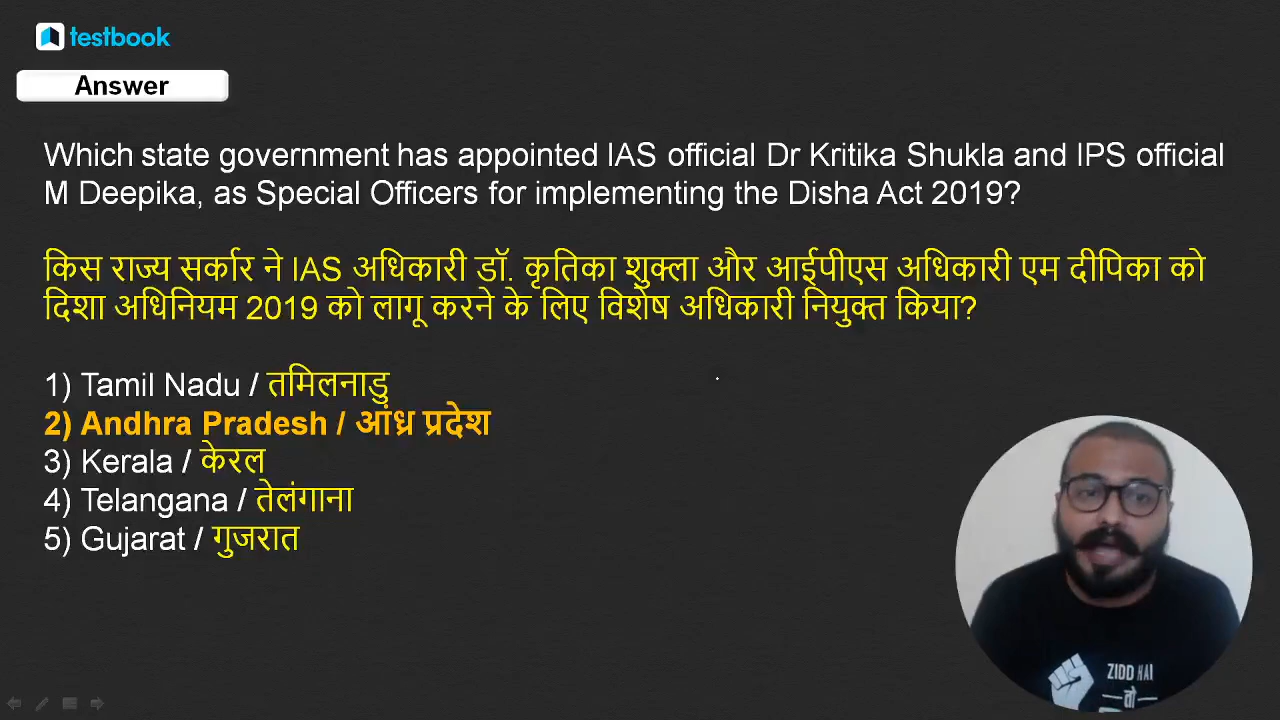 testbook
Answer
Which state government has appointed IAS official Dr Kritika Shukla and IPS official
M Deepika, as Special Officers for implementing the Disha Act 2019?
किस राज्य सर्कार ने IAS अधिकारी डॉ. कृतिका शुक्ला और आईपीएस अधिकारी एम दीपिका को
दिशा अधिनियम 2019 को लागू करने के लिए विशेष अधिकारी नियुक्त किया?
1) Tamil Nadu / तमिलनाडु
2) Andhra Pradesh / आंध्र प्रदेश
3) Kerala / केरल
4) Telangana / तेलंगाना
5) Gujarat / गुजरात
ZIDD HAI
तो